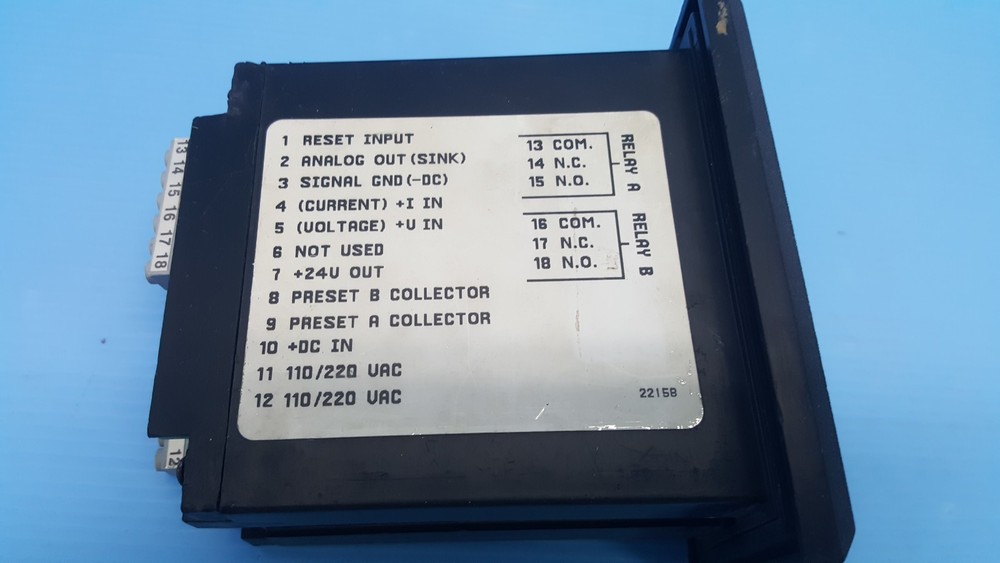 1 RESET INPUT
2 ANALOG OUT (SINK)
3 SIGNAL GND (-DC)
4 (CURRENT) +I IN
5 (VOLTAGE) +V IN
6 NOT USED
7 +24V OUT
8 PRESET B COLLECTOR
9 PRESET A COLLECTOR
10 +DC IN
11 110/220 VAC
12 110/220 VAC
13 COM.
14 N.C.
15 N.O.
RELAY A
16 COM.
17 N.C.
18 N.O.
RELAY B
2215B
13 14 15 16 17 18
12